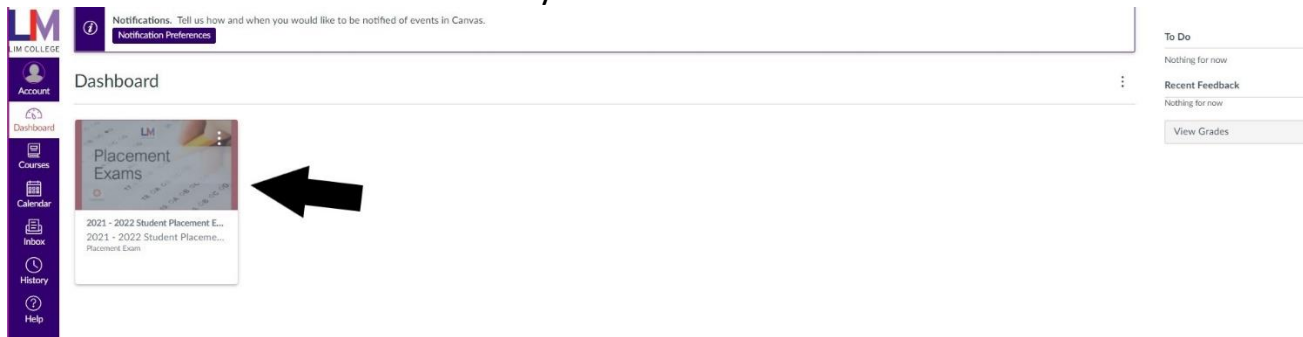 LM
LIM COLLEGE
Account
Dashboard
Courses
Calendar
Inbox
History
Help
Notifications. Tell us how and when you would like to be notified of events in Canvas.
Notification Preferences
Dashboard
LM
Placement
Exams
2021 - 2022 Student Placement E...
2021 - 2022 Student Placeme...
Placement Exam
To Do
Nothing for now
Recent Feedback
Nothing for now
View Grades